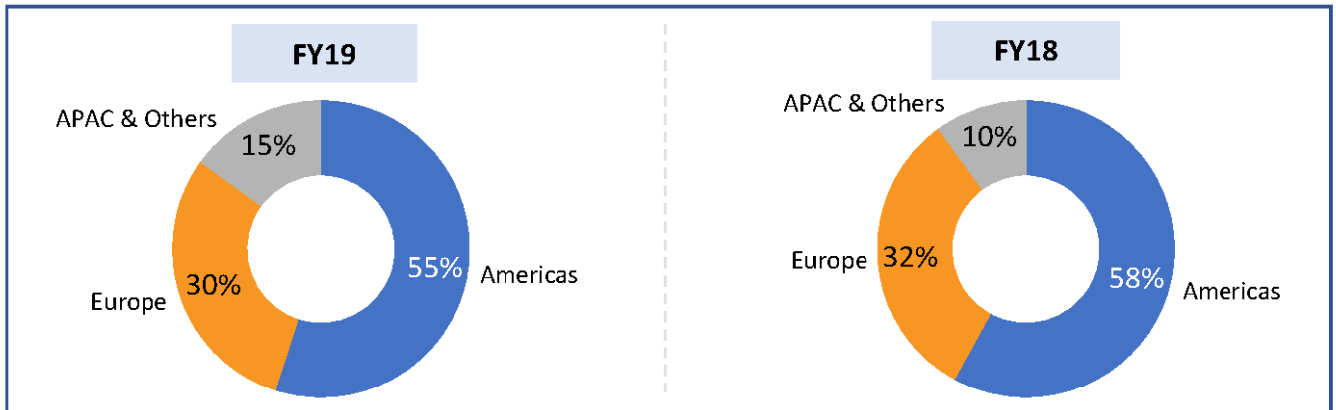 FY19
APAC & Others
15%
55%
Americas
30%
Europe
FY18
APAC & Others
10%
32%
Europe
58%
Americas